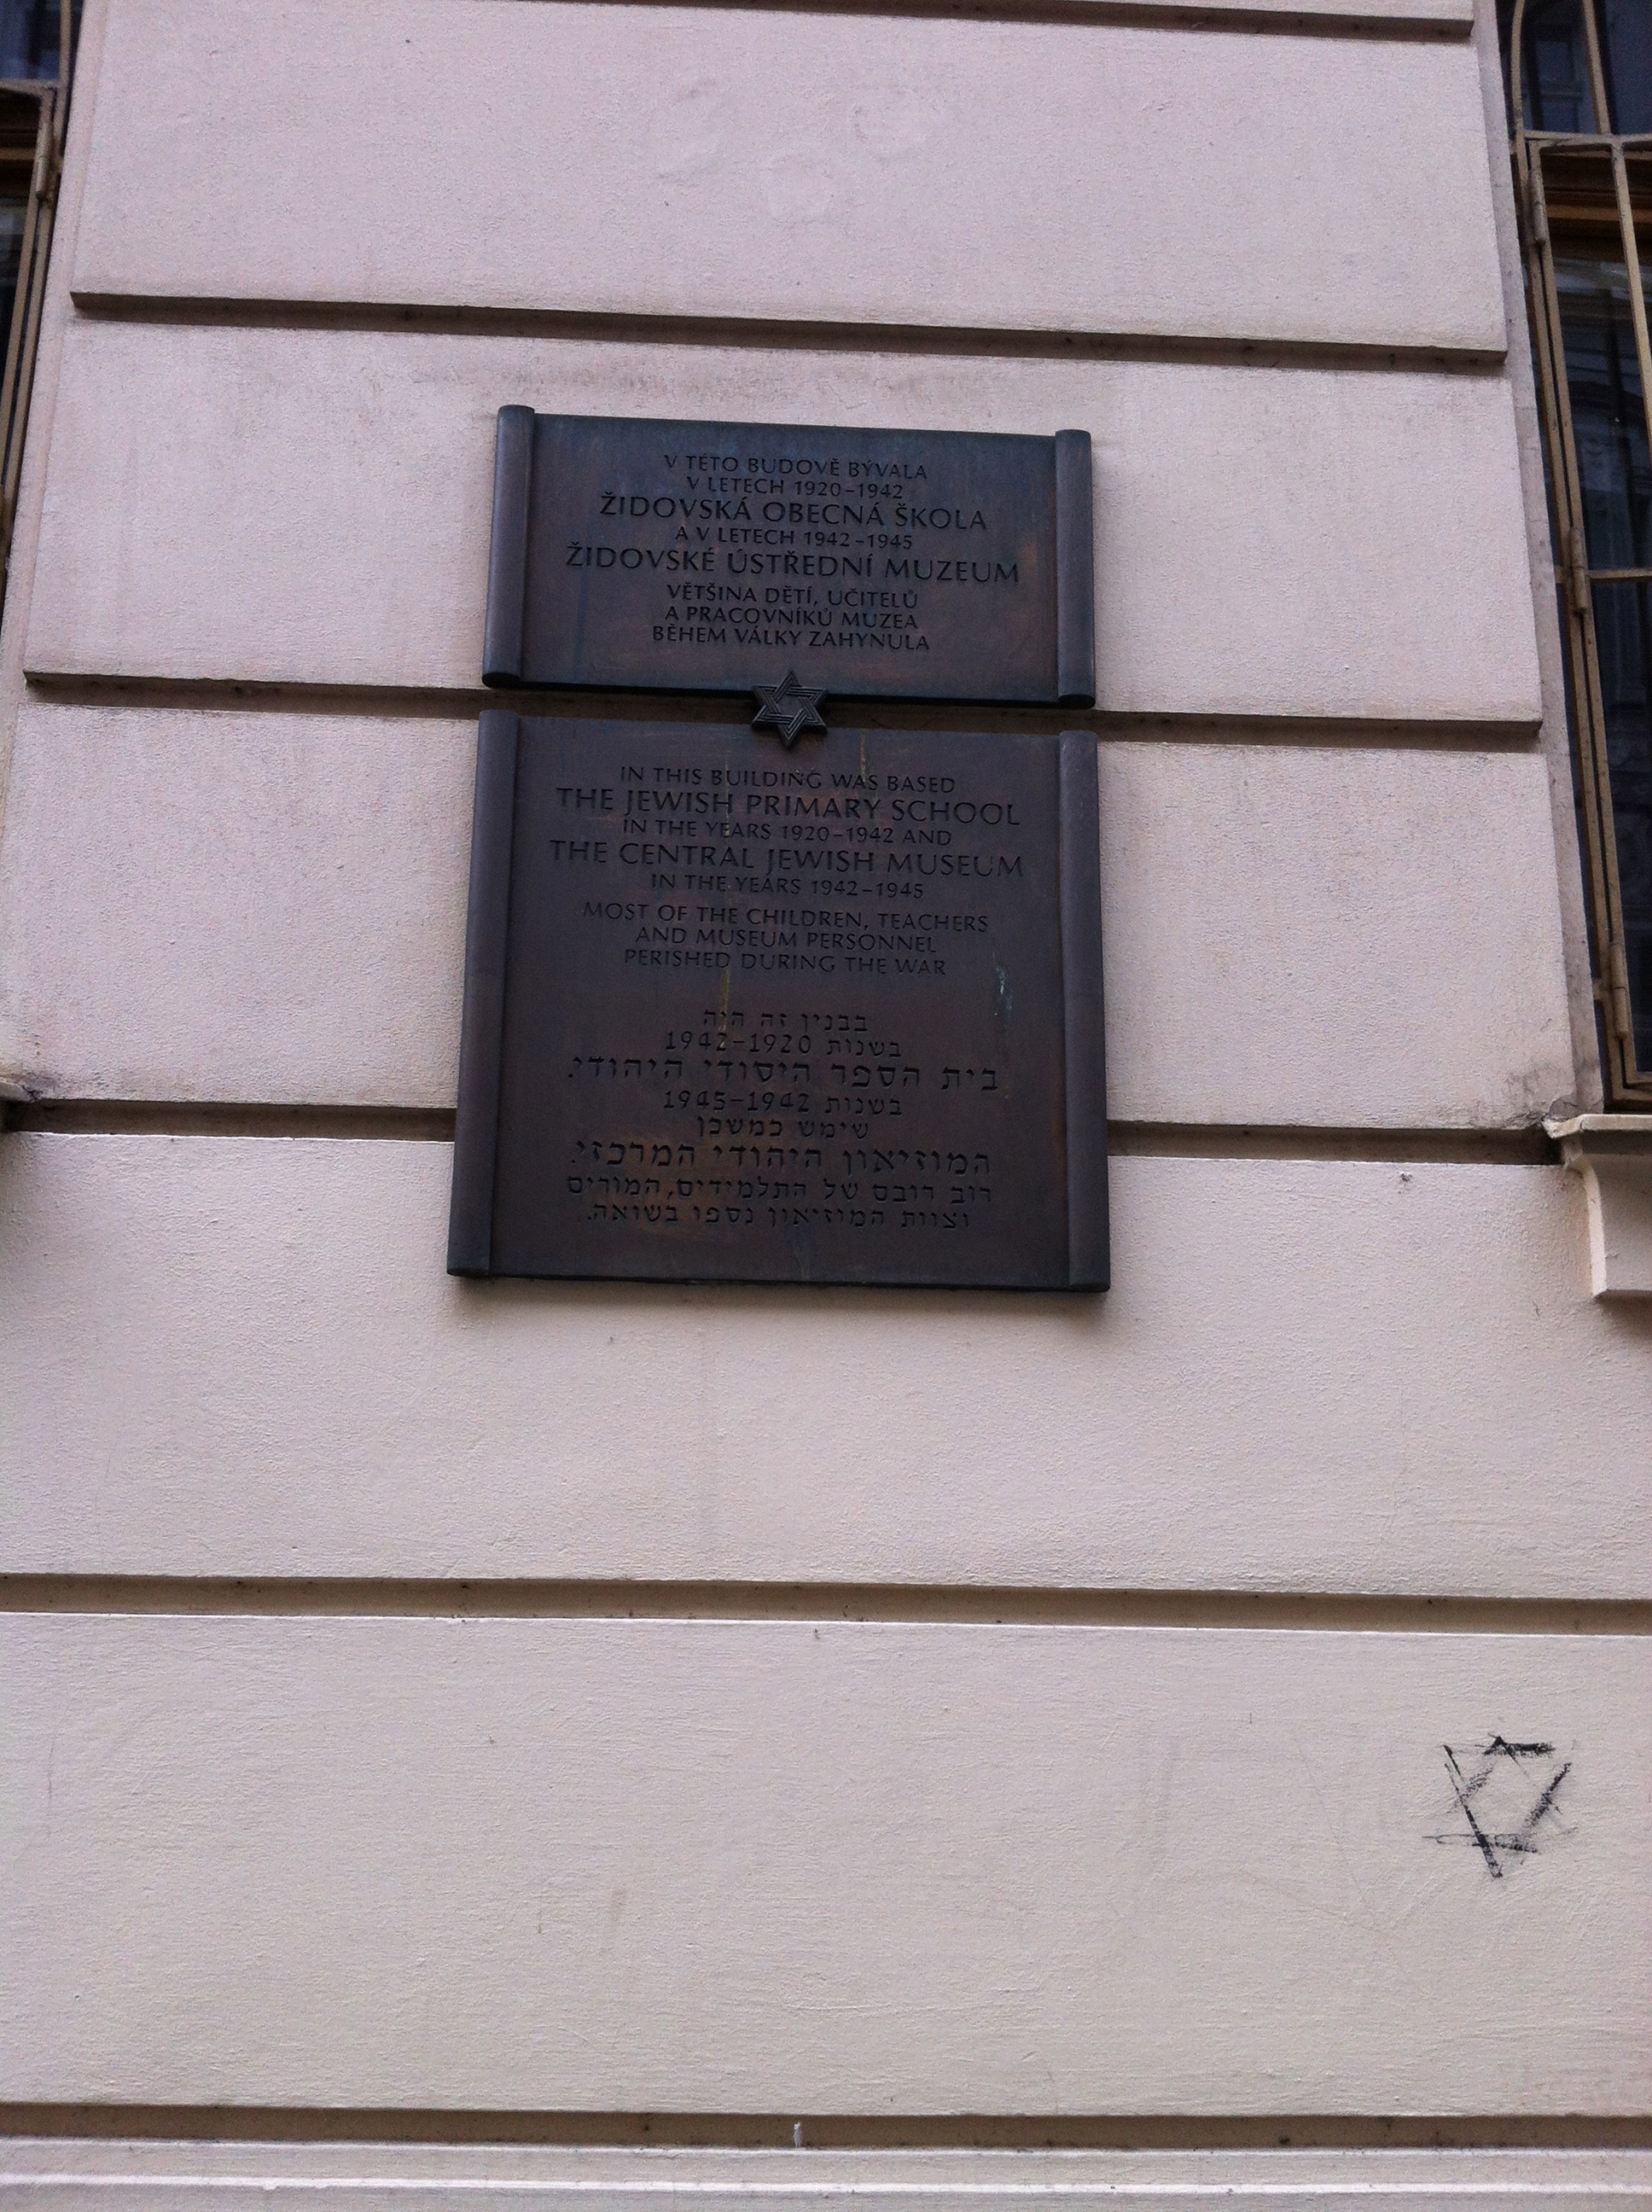 V TÉTO BUDOVĚ BÝVALA
V LETECH 1920–1942
ŽIDOVSKÁ OBECNÁ ŠKOLA
A V LETECH 1942–1945
ŽIDOVSKÉ ÚSTŘEDNÍ MUZEUM
VĚTŠINA DĚTÍ, UČITELŮ
A PRACOVNÍKŮ MUZEA
BĚHEM VÁLKY ZAHYNULA
IN THIS BUILDING WAS BASED
THE JEWISH PRIMARY SCHOOL
IN THE YEARS 1920–1942 AND
THE CENTRAL JEWISH MUSEUM
IN THE YEARS 1942–1945
MOST OF THE CHILDREN, TEACHERS
AND MUSEUM PERSONNEL
PERISHED DURING THE WAR
בבנין זה היה
בשנות 1942–1920
בית הספר היסודי היהודי.
בשנות 1945–1942
שימש כמשכן
המוזיאון היהודי המרכזי.
רוב רובם של התלמידים, המורים
וצוות המוזיאון נספו בשואה.